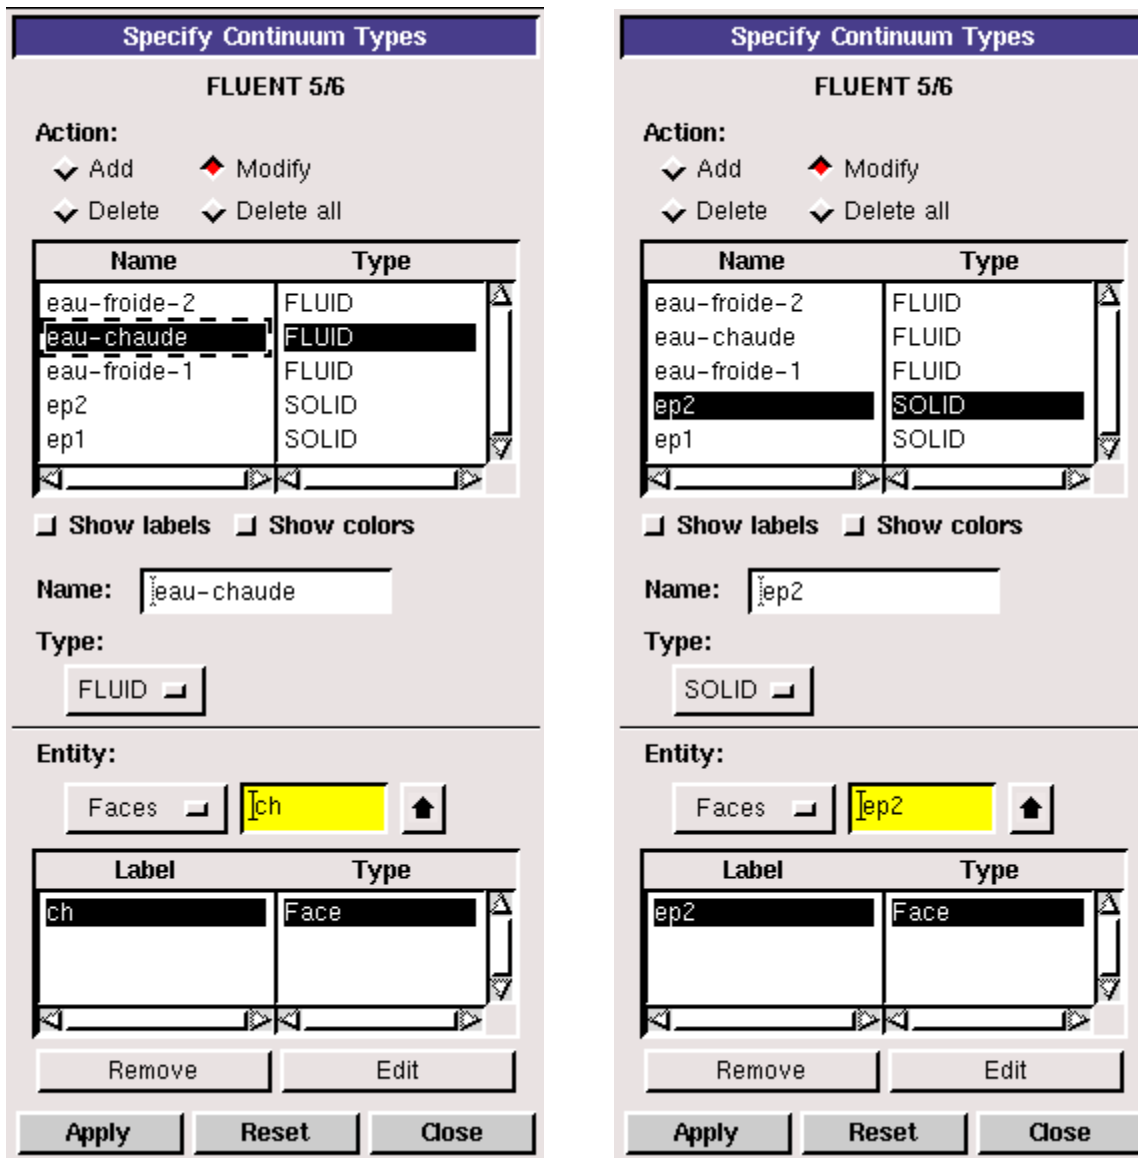 Specify Continuum Types
FLUENT 5/6
Action:
Add Modify
Delete Delete all
Name Type
eau-froide-2 FLUID
eau-chaude FLUID
eau-froide-1 FLUID
ep2 SOLID
ep1 SOLID
Show labels Show colors
Name: eau-chaude
Type:
FLUID
Entity:
Faces ch
Label Type
ch Face
Remove Edit
Apply Reset Close
Specify Continuum Types
FLUENT 5/6
Action:
Add Modify
Delete Delete all
Name Type
eau-froide-2 FLUID
eau-chaude FLUID
eau-froide-1 FLUID
ep2 SOLID
ep1 SOLID
Show labels Show colors
Name: ep2
Type:
SOLID
Entity:
Faces ep2
Label Type
ep2 Face
Remove Edit
Apply Reset Close